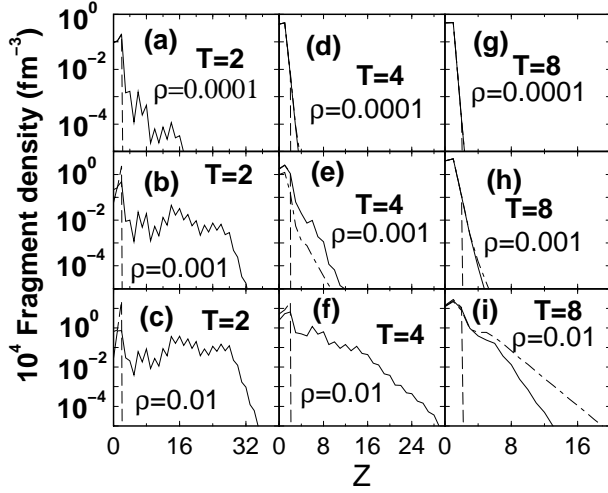 10⁴ Fragment density (fm⁻³)
10⁰
10⁻²
10⁻⁴
(a)
T=2
ρ=0.0001
(d)
T=4
ρ=0.0001
(g)
T=8
ρ=0.0001
10⁰
10⁻²
10⁻⁴
(b)
T=2
ρ=0.001
(e)
T=4
ρ=0.001
(h)
T=8
ρ=0.001
10⁰
10⁻²
10⁻⁴
(c)
T=2
ρ=0.01
(f)
T=4
ρ=0.01
(i)
T=8
ρ=0.01
0 16 32 0 8 16 24 0 8 16
Z